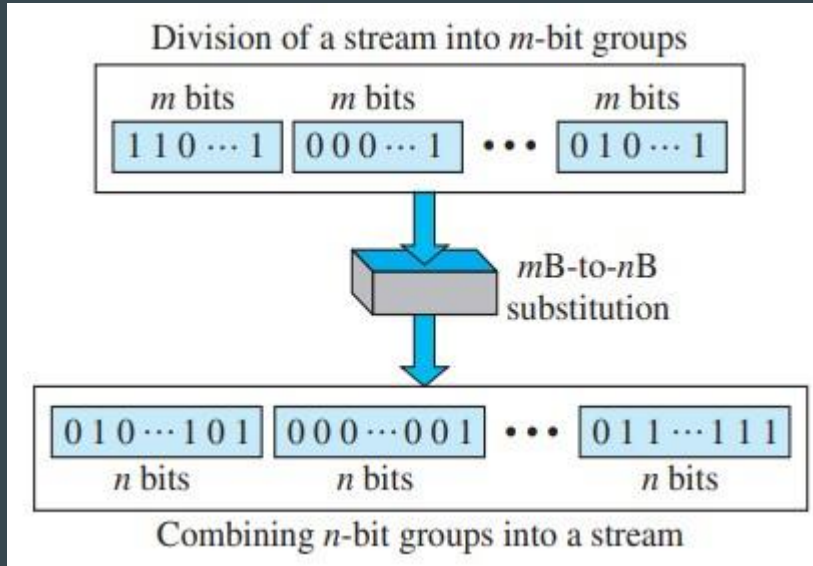 Division of a stream into m-bit groups
m bits m bits m bits
1 1 0 ··· 1 0 0 0 ··· 1 ••• 0 1 0 ··· 1
mB-to-nB
substitution
0 1 0 ··· 1 0 1 0 0 0 ··· 0 0 1 ••• 0 1 1 ··· 1 1 1
n bits n bits n bits
Combining n-bit groups into a stream